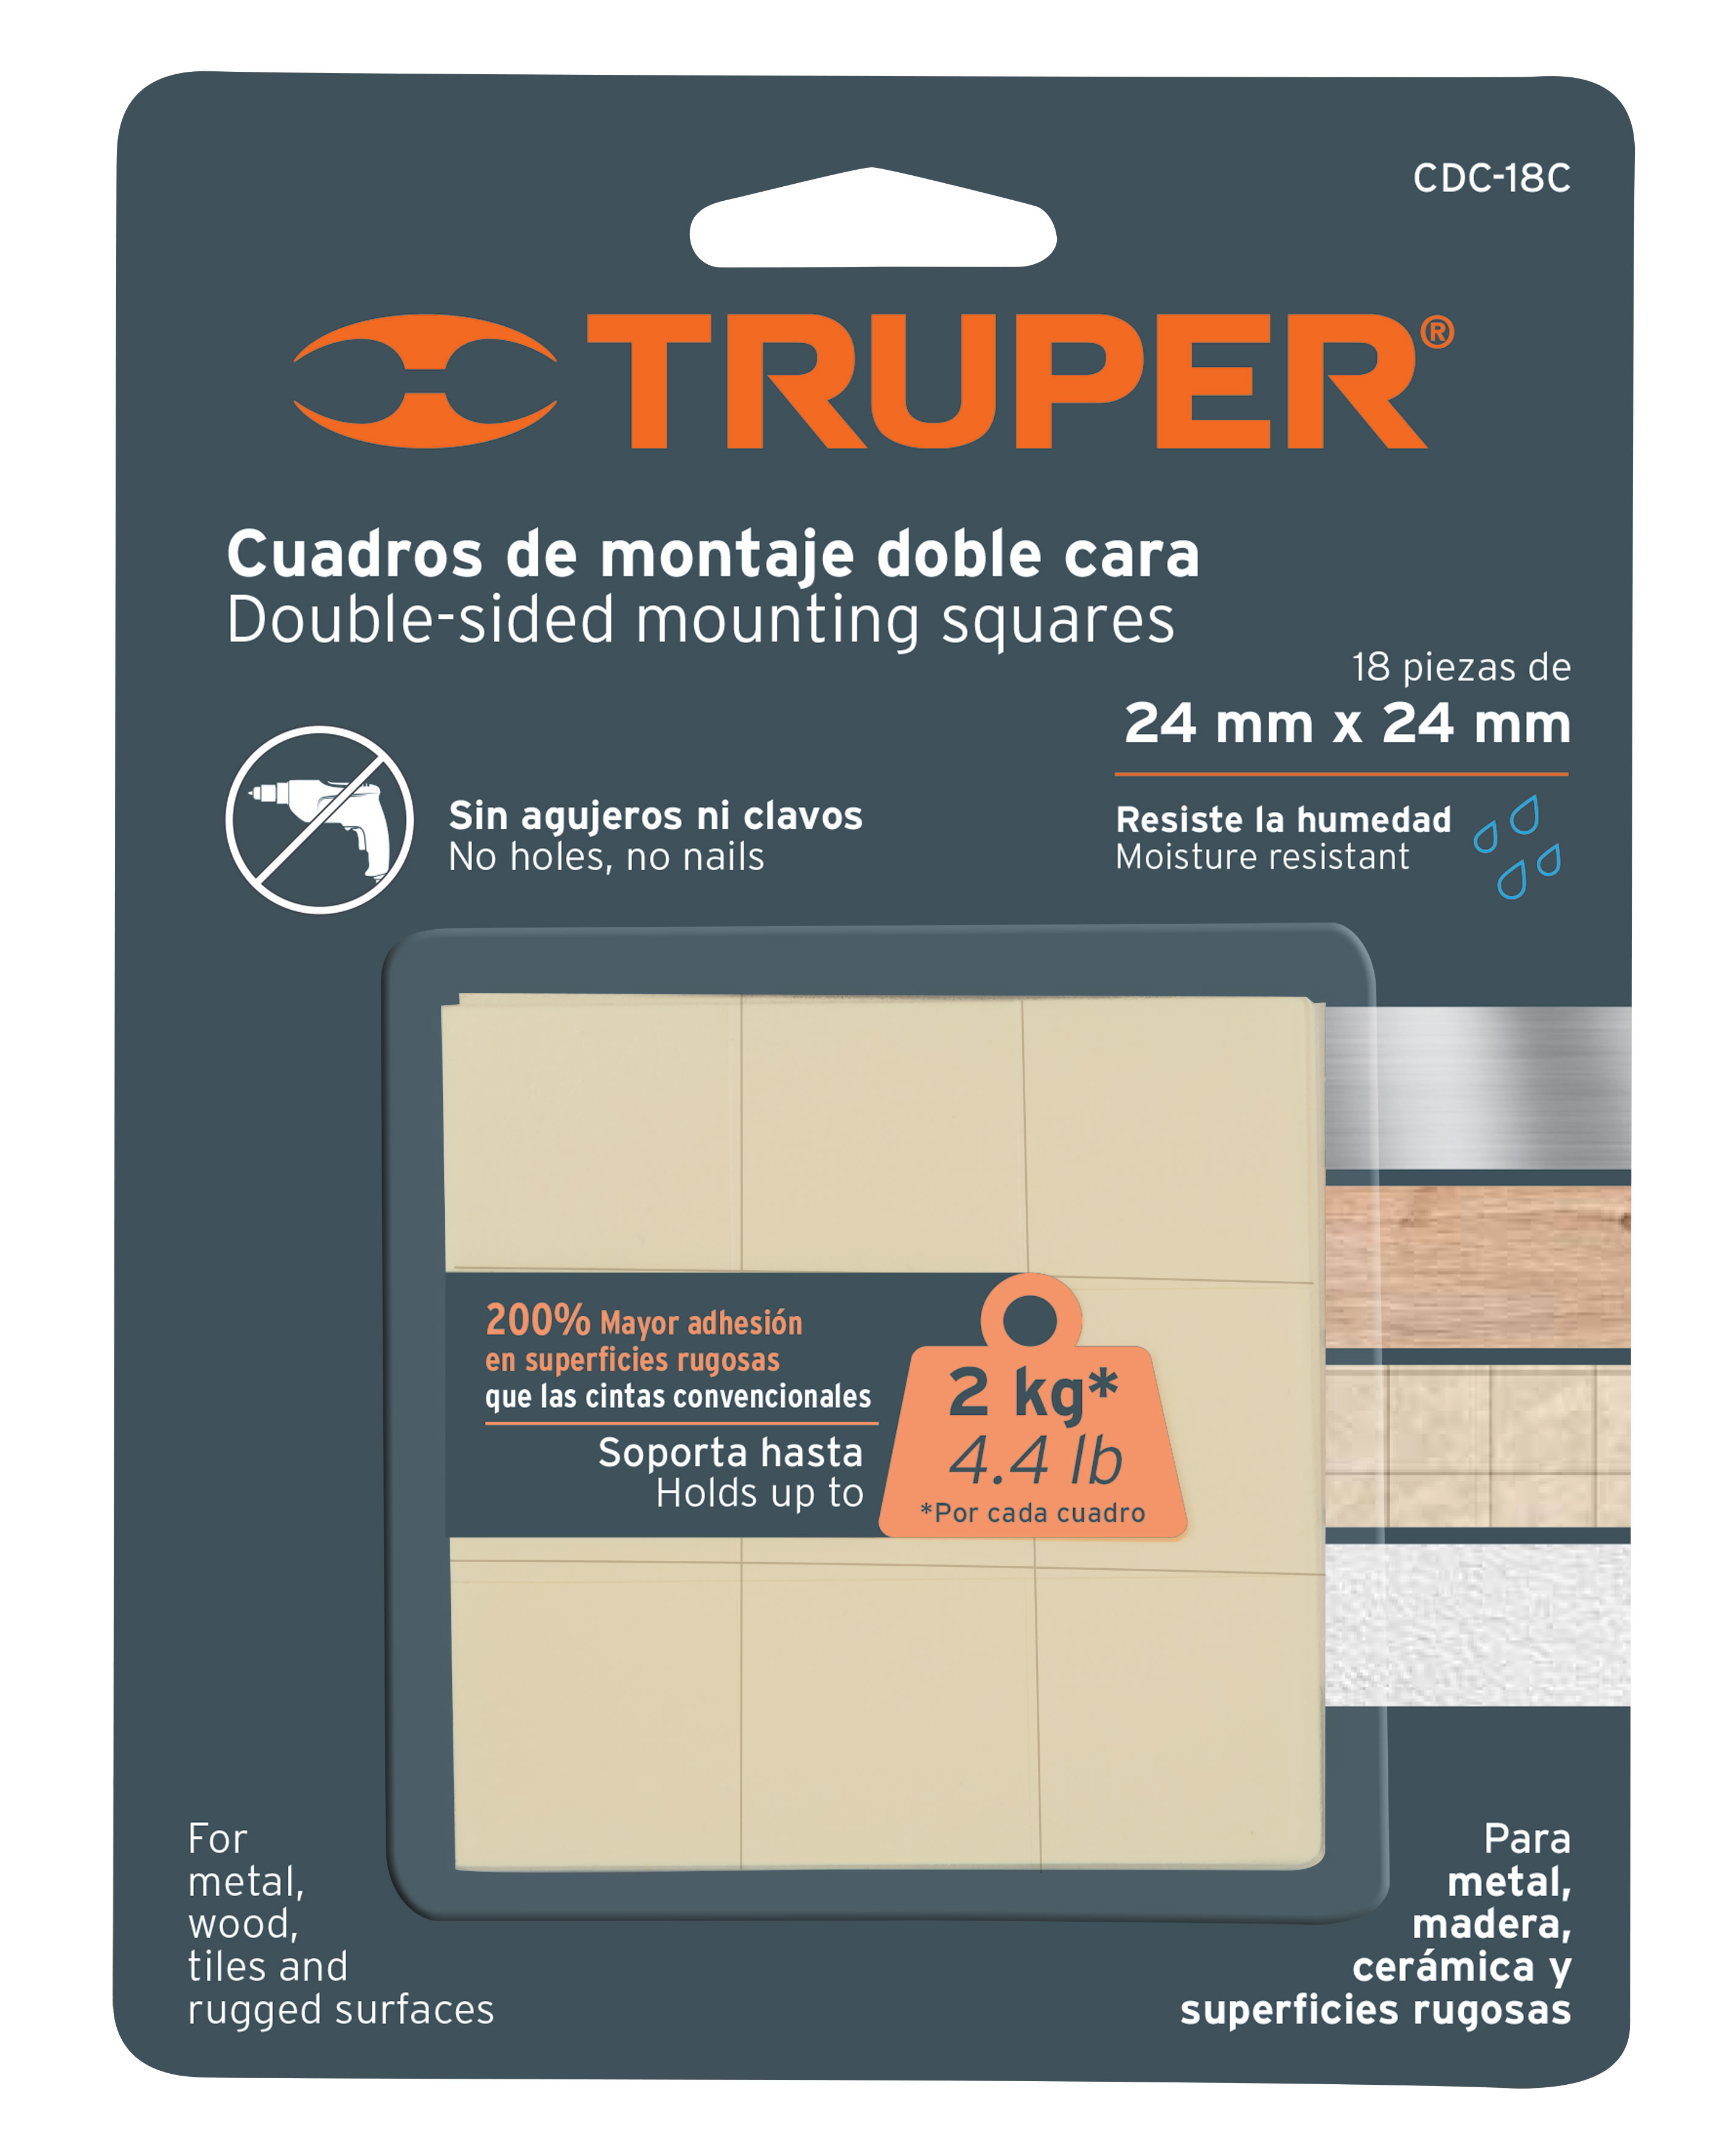 CDC-18C
TRUPER®
Cuadros de montaje doble cara
Double-sided mounting squares
18 piezas de
24 mm x 24 mm
Sin agujeros ni clavos
No holes, no nails
Resiste la humedad
Moisture resistant
200% Mayor adhesión
en superficies rugosas
que las cintas convencionales
Soporta hasta
Holds up to
2 kg*
4.4 lb
*Por cada cuadro
For
metal,
wood,
tiles and
rugged surfaces
Para
metal,
madera,
cerámica y
superficies rugosas